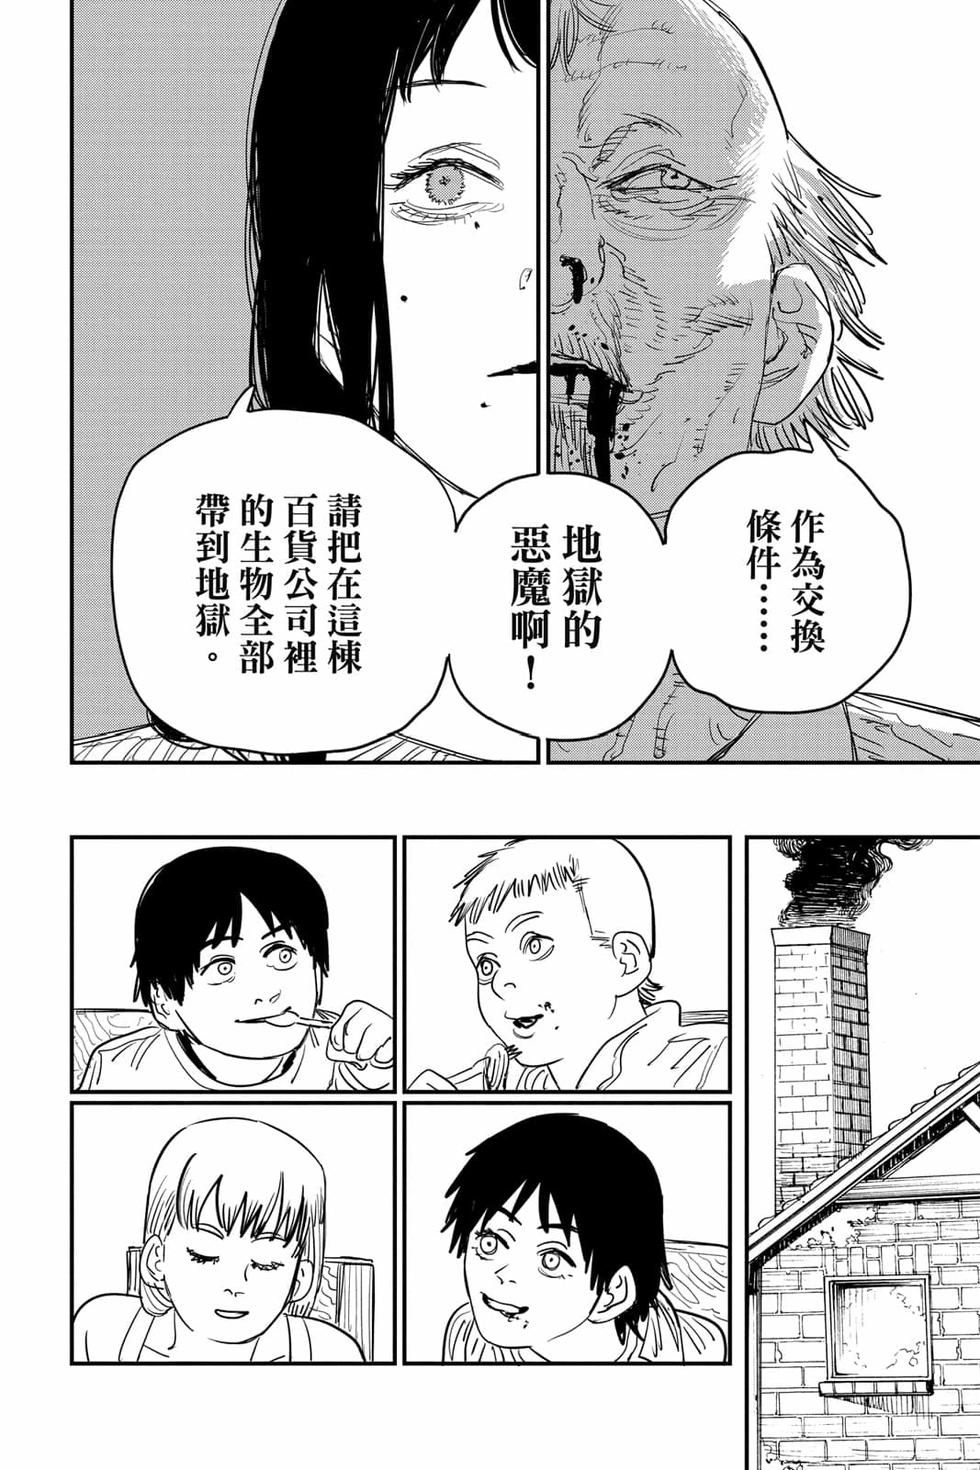 作為交換
條件⋯⋯
地獄的
惡魔啊！
請把在這棟
百貨公司裡
的生物全部
帶到地獄。